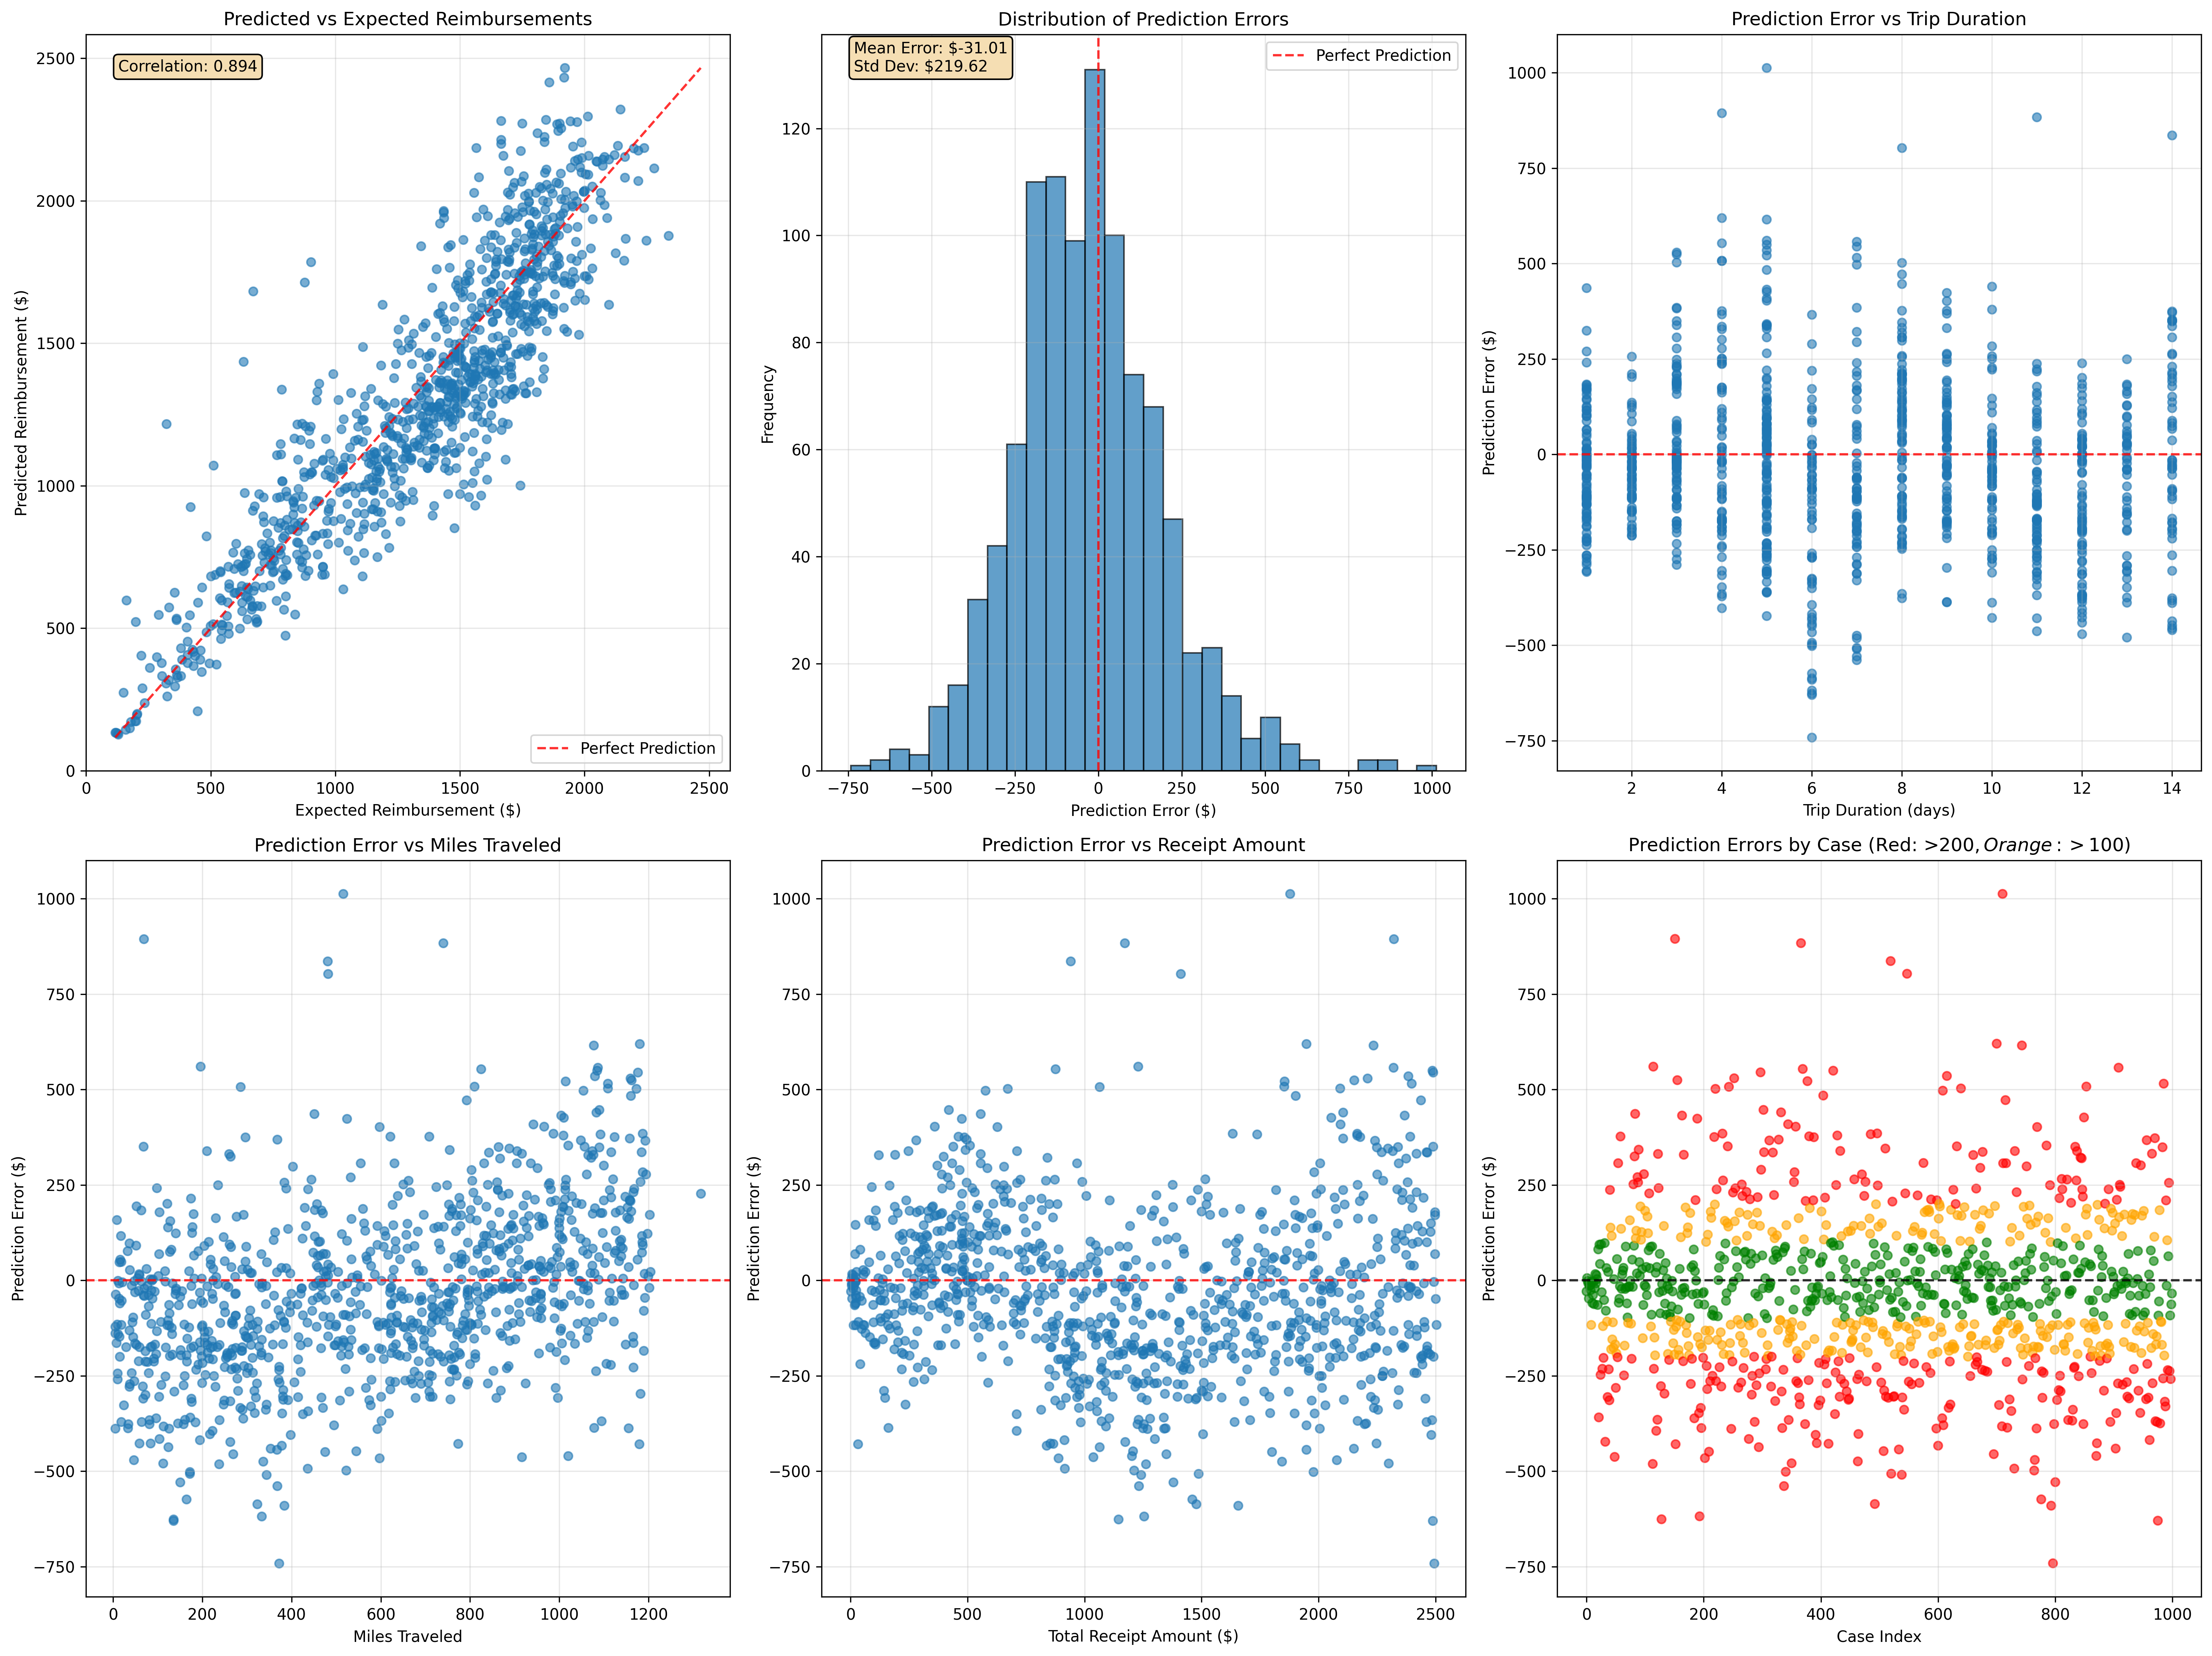 Predicted vs Expected Reimbursements
Correlation: 0.894
2500
2000
1500
1000
500
0
Predicted Reimbursement ($)
Perfect Prediction
0 500 1000 1500 2000 2500
Expected Reimbursement ($)
Distribution of Prediction Errors
Mean Error: $-31.01
Std Dev: $219.62
Perfect Prediction
120
100
80
60
40
20
0
Frequency
−750 −500 −250 0 250 500 750 1000
Prediction Error ($)
Prediction Error vs Trip Duration
1000
750
500
250
0
−250
−500
−750
Prediction Error ($)
2 4 6 8 10 12 14
Trip Duration (days)
Prediction Error vs Miles Traveled
1000
750
500
250
0
−250
−500
−750
Prediction Error ($)
0 200 400 600 800 1000 1200
Miles Traveled
Prediction Error vs Receipt Amount
1000
750
500
250
0
−250
−500
−750
Prediction Error ($)
0 500 1000 1500 2000 2500
Total Receipt Amount ($)
Prediction Errors by Case (Red: >200, Orange : > 100)
1000
750
500
250
0
−250
−500
−750
Prediction Error ($)
0 200 400 600 800 1000
Case Index